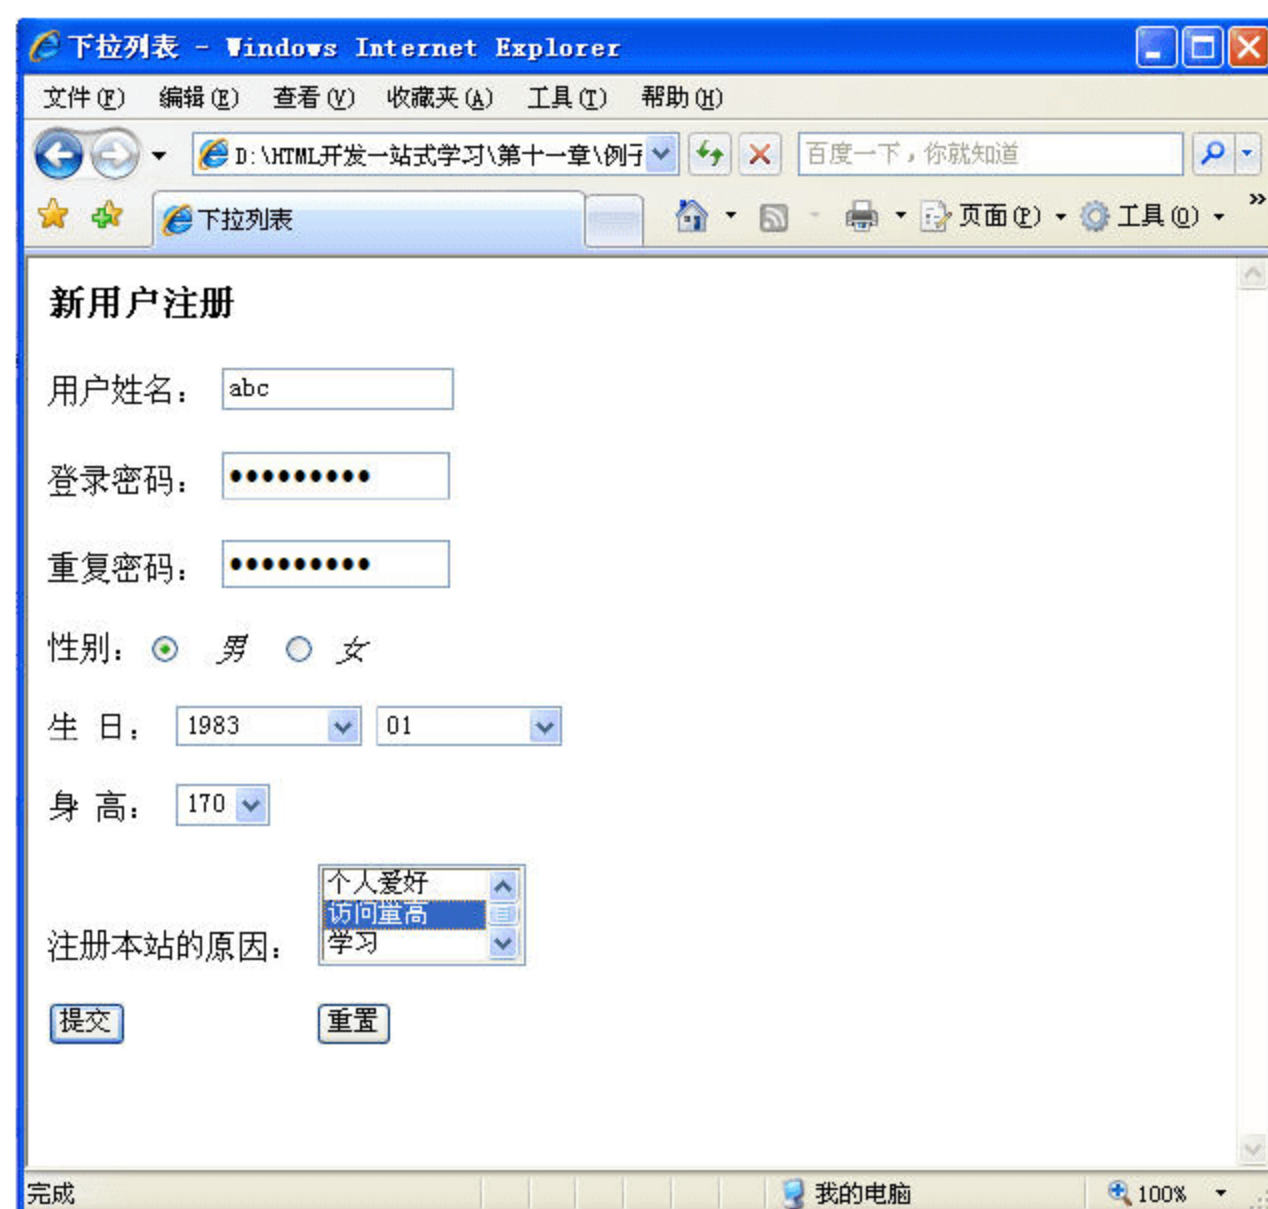 下拉列表 - Windows Internet Explorer
文件(F) 编辑(E) 查看(V) 收藏夹(A) 工具(T) 帮助(H)
D:\HTML开发一站式学习\第十一章\例子 百度一下，你就知道
下拉列表 页面(P) 工具(O) »
新用户注册
用户姓名： abc
登录密码： •••••••••
重复密码： •••••••••
性别： 男 女
生 日： 1983 01
身 高： 170
个人爱好
访问量高
注册本站的原因： 学习
提交 重置
完成 我的电脑 100%